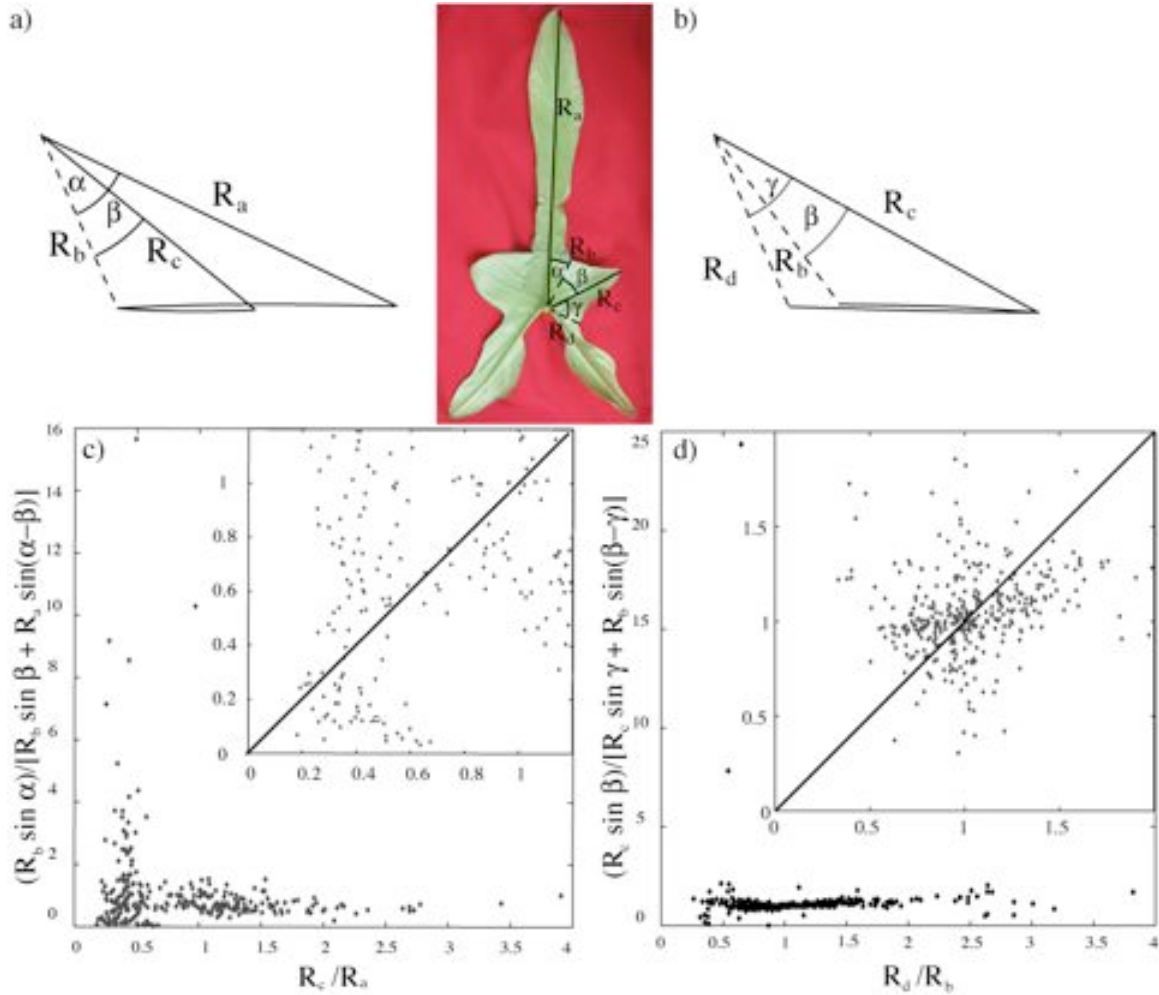 a)
α
β
R_a
R_b
R_c
R_a
R_b
α
β
R_c
γ
R_d
b)
γ
β
R_c
R_d
R_b
c)
(R_b sin α)/[R_b sin β + R_a sin(α−β)]
16
14
12
10
8
6
4
2
0
0
0.5
1
1.5
2
2.5
3
3.5
4
R_c /R_a
1
0.8
0.6
0.4
0.2
0
0
0.2
0.4
0.6
0.8
1
d)
(R_c sin β)/[R_c sin γ + R_b sin(β−γ)]
25
20
15
10
5
0
0
0.5
1
1.5
2
2.5
3
3.5
4
R_d /R_b
1.5
1
0.5
0
0
0.5
1
1.5